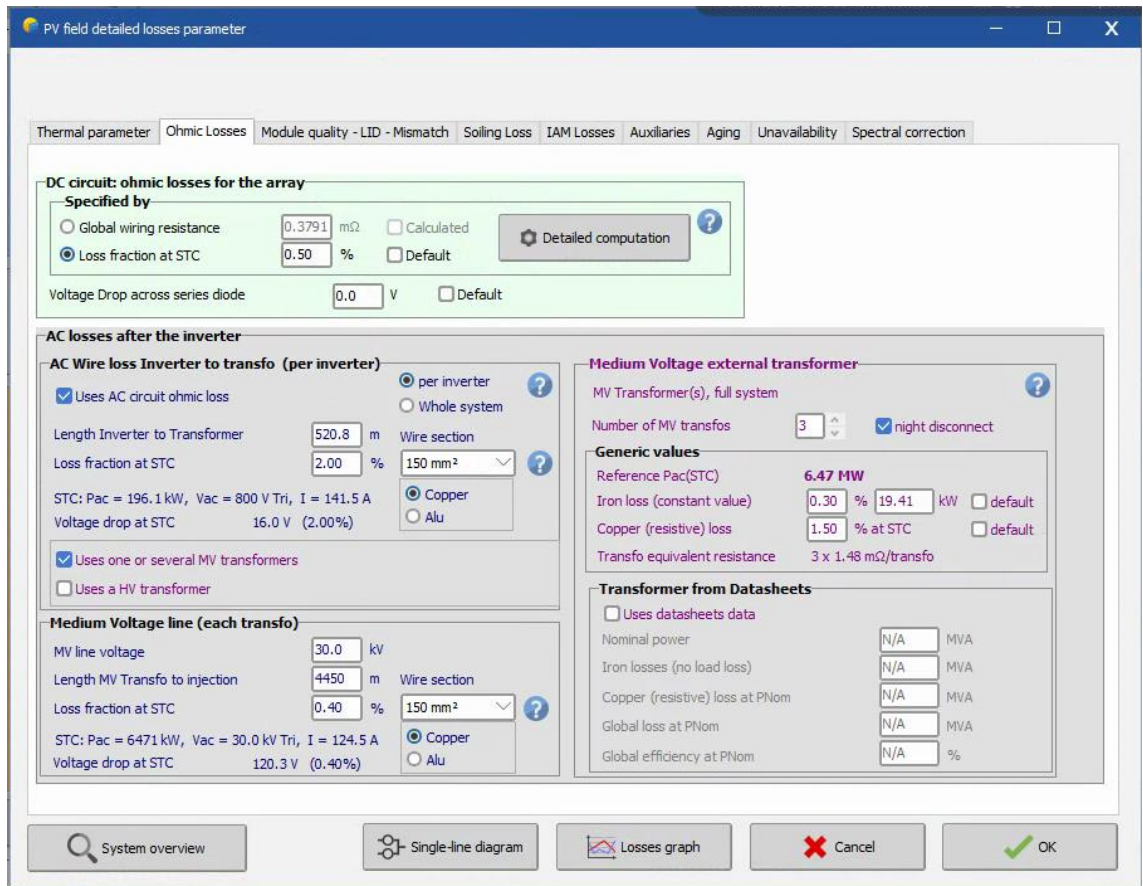 PV field detailed losses parameter
Thermal parameter Ohmic Losses Module quality - LID - Mismatch Soiling Loss IAM Losses Auxiliaries Aging Unavailability Spectral correction
DC circuit: ohmic losses for the array
Specified by
Global wiring resistance 0.3791 mΩ Calculated
Loss fraction at STC 0.50 % Default
Detailed computation
?
Voltage Drop across series diode 0.0 V Default
AC losses after the inverter
AC Wire loss Inverter to transfo (per inverter)
Uses AC circuit ohmic loss
per inverter
Whole system
?
Length Inverter to Transformer 520.8 m Wire section
Loss fraction at STC 2.00 % 150 mm² ?
STC: Pac = 196.1 kW, Vac = 800 V Tri, I = 141.5 A
Voltage drop at STC 16.0 V (2.00%)
Copper
Alu
Uses one or several MV transformers
Uses a HV transformer
Medium Voltage line (each transfo)
MV line voltage 30.0 kV
Length MV Transfo to injection 4450 m Wire section
Loss fraction at STC 0.40 % 150 mm² ?
STC: Pac = 6471 kW, Vac = 30.0 kV Tri, I = 124.5 A
Voltage drop at STC 120.3 V (0.40%)
Copper
Alu
Medium Voltage external transformer
MV Transformer(s), full system ?
Number of MV transfos 3 night disconnect
Generic values
Reference Pac(STC) 6.47 MW
Iron loss (constant value) 0.30 % 19.41 kW default
Copper (resistive) loss 1.50 % at STC default
Transfo equivalent resistance 3 x 1.48 mΩ/transfo
Transformer from Datasheets
Uses datasheets data
Nominal power N/A MVA
Iron losses (no load loss) N/A MVA
Copper (resistive) loss at PNom N/A MVA
Global loss at PNom N/A MVA
Global efficiency at PNom N/A %
System overview Single-line diagram Losses graph Cancel OK